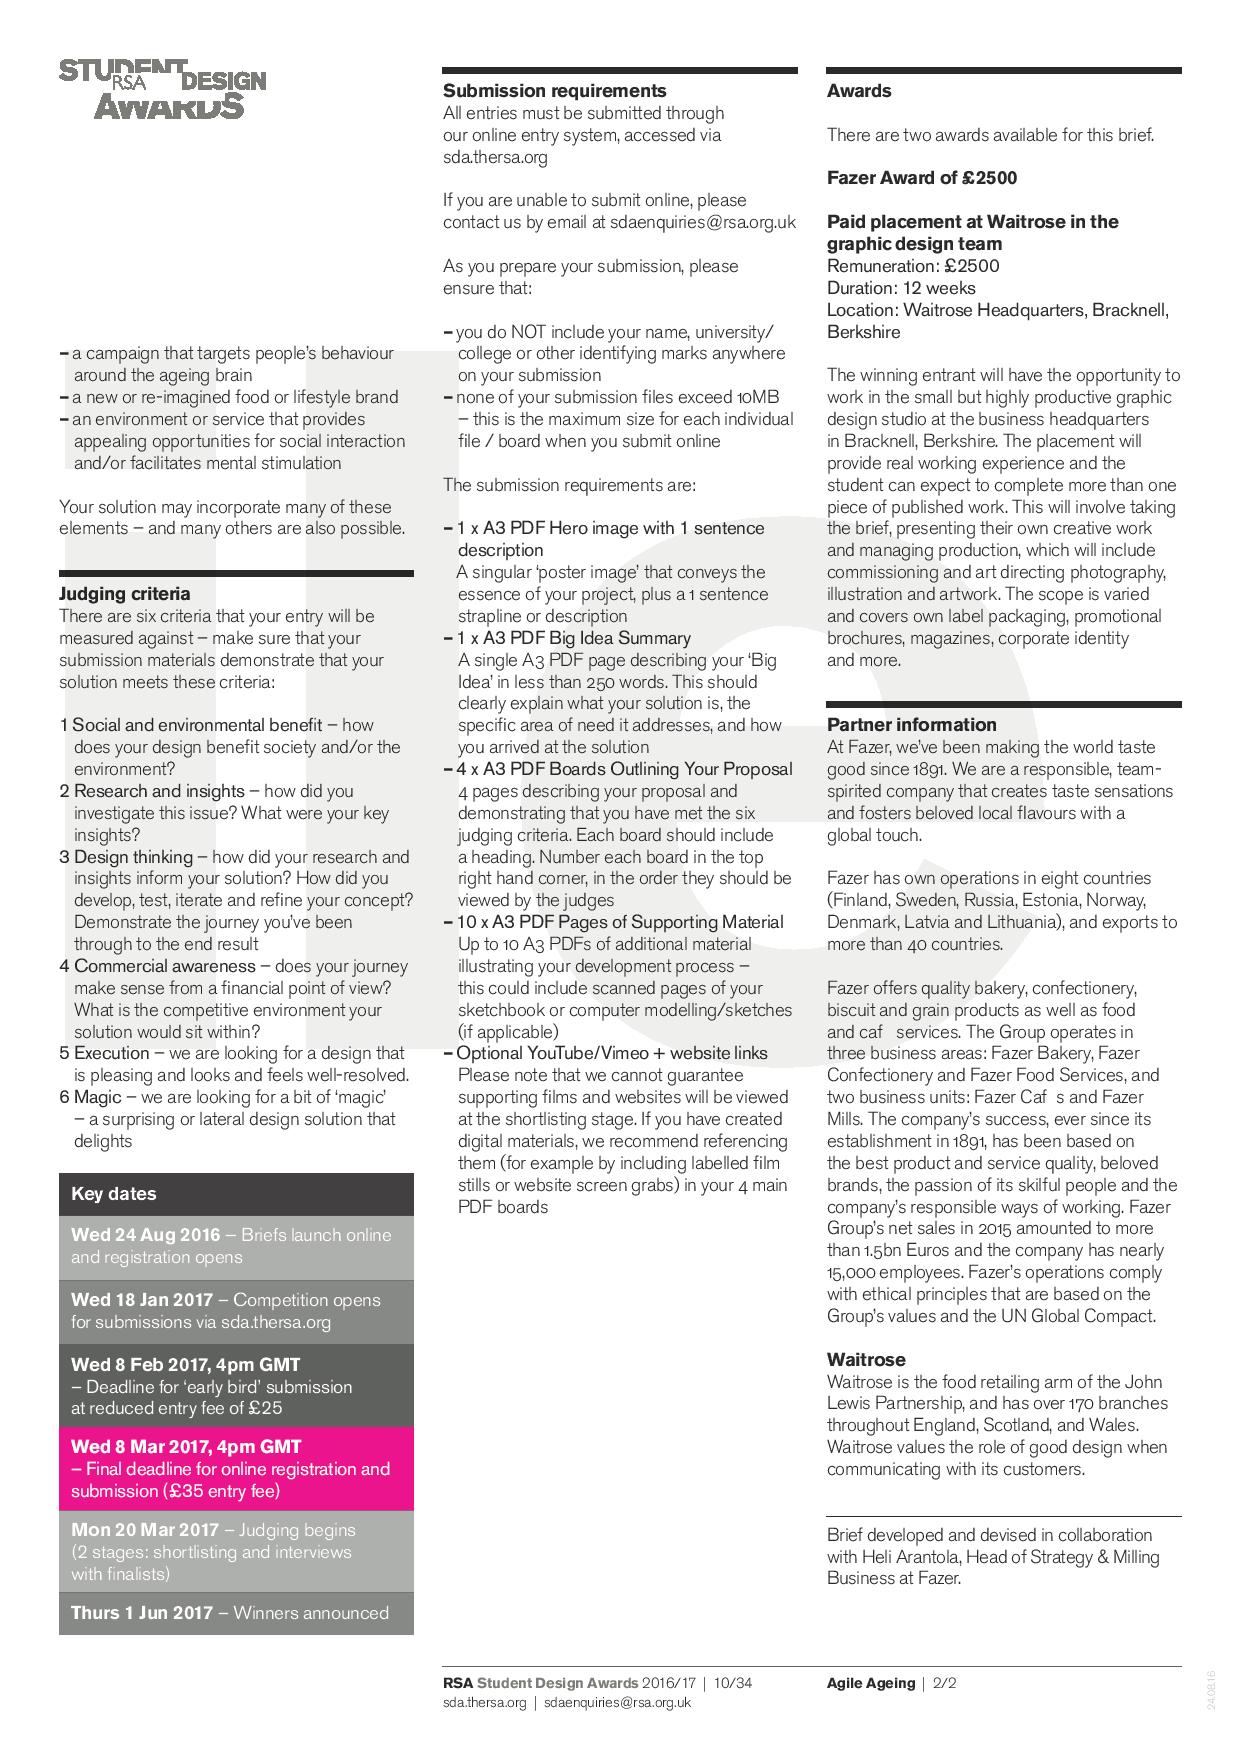 STUDENT
RSA DESIGN
AWARDS
– a campaign that targets people’s behaviour
around the ageing brain
– a new or re-imagined food or lifestyle brand
– an environment or service that provides
appealing opportunities for social interaction
and/or facilitates mental stimulation
Your solution may incorporate many of these
elements – and many others are also possible.
Judging criteria
There are six criteria that your entry will be
measured against – make sure that your
submission materials demonstrate that your
solution meets these criteria:
1 Social and environmental benefit – how
does your design benefit society and/or the
environment?
2 Research and insights – how did you
investigate this issue? What were your key
insights?
3 Design thinking – how did your research and
insights inform your solution? How did you
develop, test, iterate and refine your concept?
Demonstrate the journey you’ve been
through to the end result
4 Commercial awareness – does your journey
make sense from a financial point of view?
What is the competitive environment your
solution would sit within?
5 Execution – we are looking for a design that
is pleasing and looks and feels well-resolved.
6 Magic – we are looking for a bit of ‘magic’
– a surprising or lateral design solution that
delights
Key dates
Wed 24 Aug 2016 – Briefs launch online
and registration opens
Wed 18 Jan 2017 – Competition opens
for submissions via sda.thersa.org
Wed 8 Feb 2017, 4pm GMT
– Deadline for ‘early bird’ submission
at reduced entry fee of £25
Wed 8 Mar 2017, 4pm GMT
– Final deadline for online registration and
submission (£35 entry fee)
Mon 20 Mar 2017 – Judging begins
(2 stages: shortlisting and interviews
with finalists)
Thurs 1 Jun 2017 – Winners announced
Submission requirements
All entries must be submitted through
our online entry system, accessed via
sda.thersa.org
If you are unable to submit online, please
contact us by email at sdaenquiries@rsa.org.uk
As you prepare your submission, please
ensure that:
– you do NOT include your name, university/
college or other identifying marks anywhere
on your submission
– none of your submission files exceed 10MB
– this is the maximum size for each individual
file / board when you submit online
The submission requirements are:
– 1 x A3 PDF Hero image with 1 sentence
description
A singular ‘poster image’ that conveys the
essence of your project, plus a 1 sentence
strapline or description
– 1 x A3 PDF Big Idea Summary
A single A3 PDF page describing your ‘Big
Idea’ in less than 250 words. This should
clearly explain what your solution is, the
specific area of need it addresses, and how
you arrived at the solution
– 4 x A3 PDF Boards Outlining Your Proposal
4 pages describing your proposal and
demonstrating that you have met the six
judging criteria. Each board should include
a heading. Number each board in the top
right hand corner, in the order they should be
viewed by the judges
– 10 x A3 PDF Pages of Supporting Material
Up to 10 A3 PDFs of additional material
illustrating your development process –
this could include scanned pages of your
sketchbook or computer modelling/sketches
(if applicable)
– Optional YouTube/Vimeo + website links
Please note that we cannot guarantee
supporting films and websites will be viewed
at the shortlisting stage. If you have created
digital materials, we recommend referencing
them (for example by including labelled film
stills or website screen grabs) in your 4 main
PDF boards
Awards
There are two awards available for this brief.
Fazer Award of £2500
Paid placement at Waitrose in the
graphic design team
Remuneration: £2500
Duration: 12 weeks
Location: Waitrose Headquarters, Bracknell,
Berkshire
The winning entrant will have the opportunity to
work in the small but highly productive graphic
design studio at the business headquarters
in Bracknell, Berkshire. The placement will
provide real working experience and the
student can expect to complete more than one
piece of published work. This will involve taking
the brief, presenting their own creative work
and managing production, which will include
commissioning and art directing photography,
illustration and artwork. The scope is varied
and covers own label packaging, promotional
brochures, magazines, corporate identity
and more.
Partner information
At Fazer, we’ve been making the world taste
good since 1891. We are a responsible, team-
spirited company that creates taste sensations
and fosters beloved local flavours with a
global touch.
Fazer has own operations in eight countries
(Finland, Sweden, Russia, Estonia, Norway,
Denmark, Latvia and Lithuania), and exports to
more than 40 countries.
Fazer offers quality bakery, confectionery,
biscuit and grain products as well as food
and caf services. The Group operates in
three business areas: Fazer Bakery, Fazer
Confectionery and Fazer Food Services, and
two business units: Fazer Caf s and Fazer
Mills. The company’s success, ever since its
establishment in 1891, has been based on
the best product and service quality, beloved
brands, the passion of its skilful people and the
company’s responsible ways of working. Fazer
Group’s net sales in 2015 amounted to more
than 1.5bn Euros and the company has nearly
15,000 employees. Fazer’s operations comply
with ethical principles that are based on the
Group’s values and the UN Global Compact.
Waitrose
Waitrose is the food retailing arm of the John
Lewis Partnership, and has over 170 branches
throughout England, Scotland, and Wales.
Waitrose values the role of good design when
communicating with its customers.
Brief developed and devised in collaboration
with Heli Arantola, Head of Strategy & Milling
Business at Fazer.
RSA Student Design Awards 2016/17 | 10/34
sda.thersa.org | sdaenquiries@rsa.org.uk
Agile Ageing | 2/2
24.08.16
ile